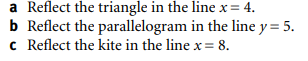 a Reflect the triangle in the line x = 4.
b Reflect the parallelogram in the line y = 5.
c Reflect the kite in the line x = 8.